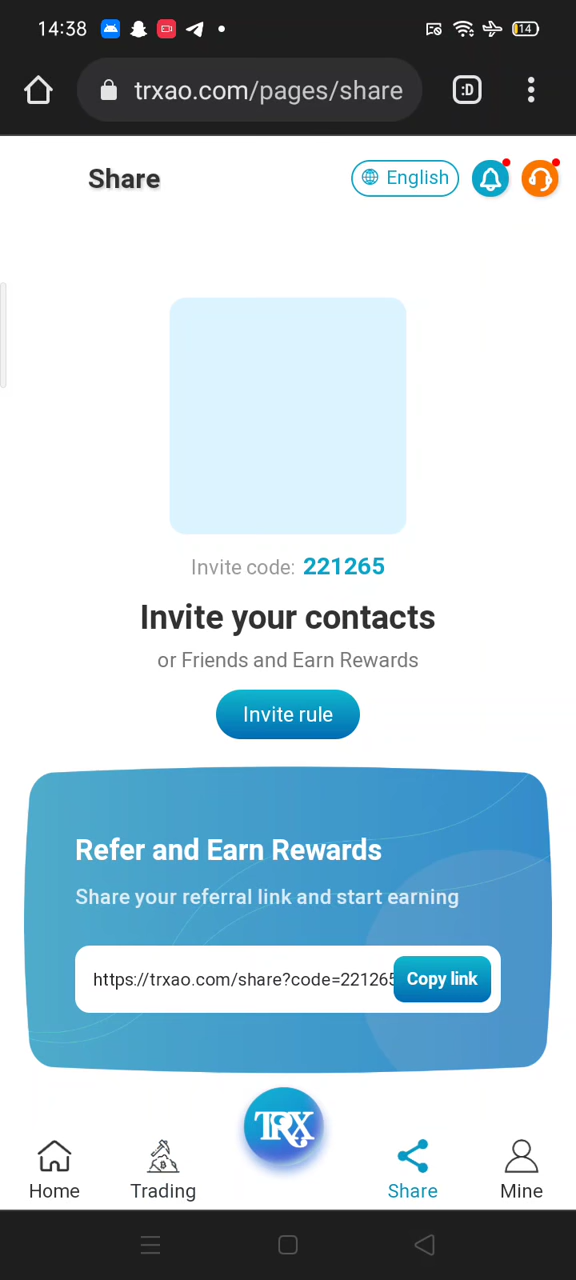 14:38
14
trxao.com/pages/share
:D
Share
English
Invite code: 221265
Invite your contacts
or Friends and Earn Rewards
Invite rule
Refer and Earn Rewards
Share your referral link and start earning
https://trxao.com/share?code=221265
Copy link
TRX
Home
Trading
Share
Mine